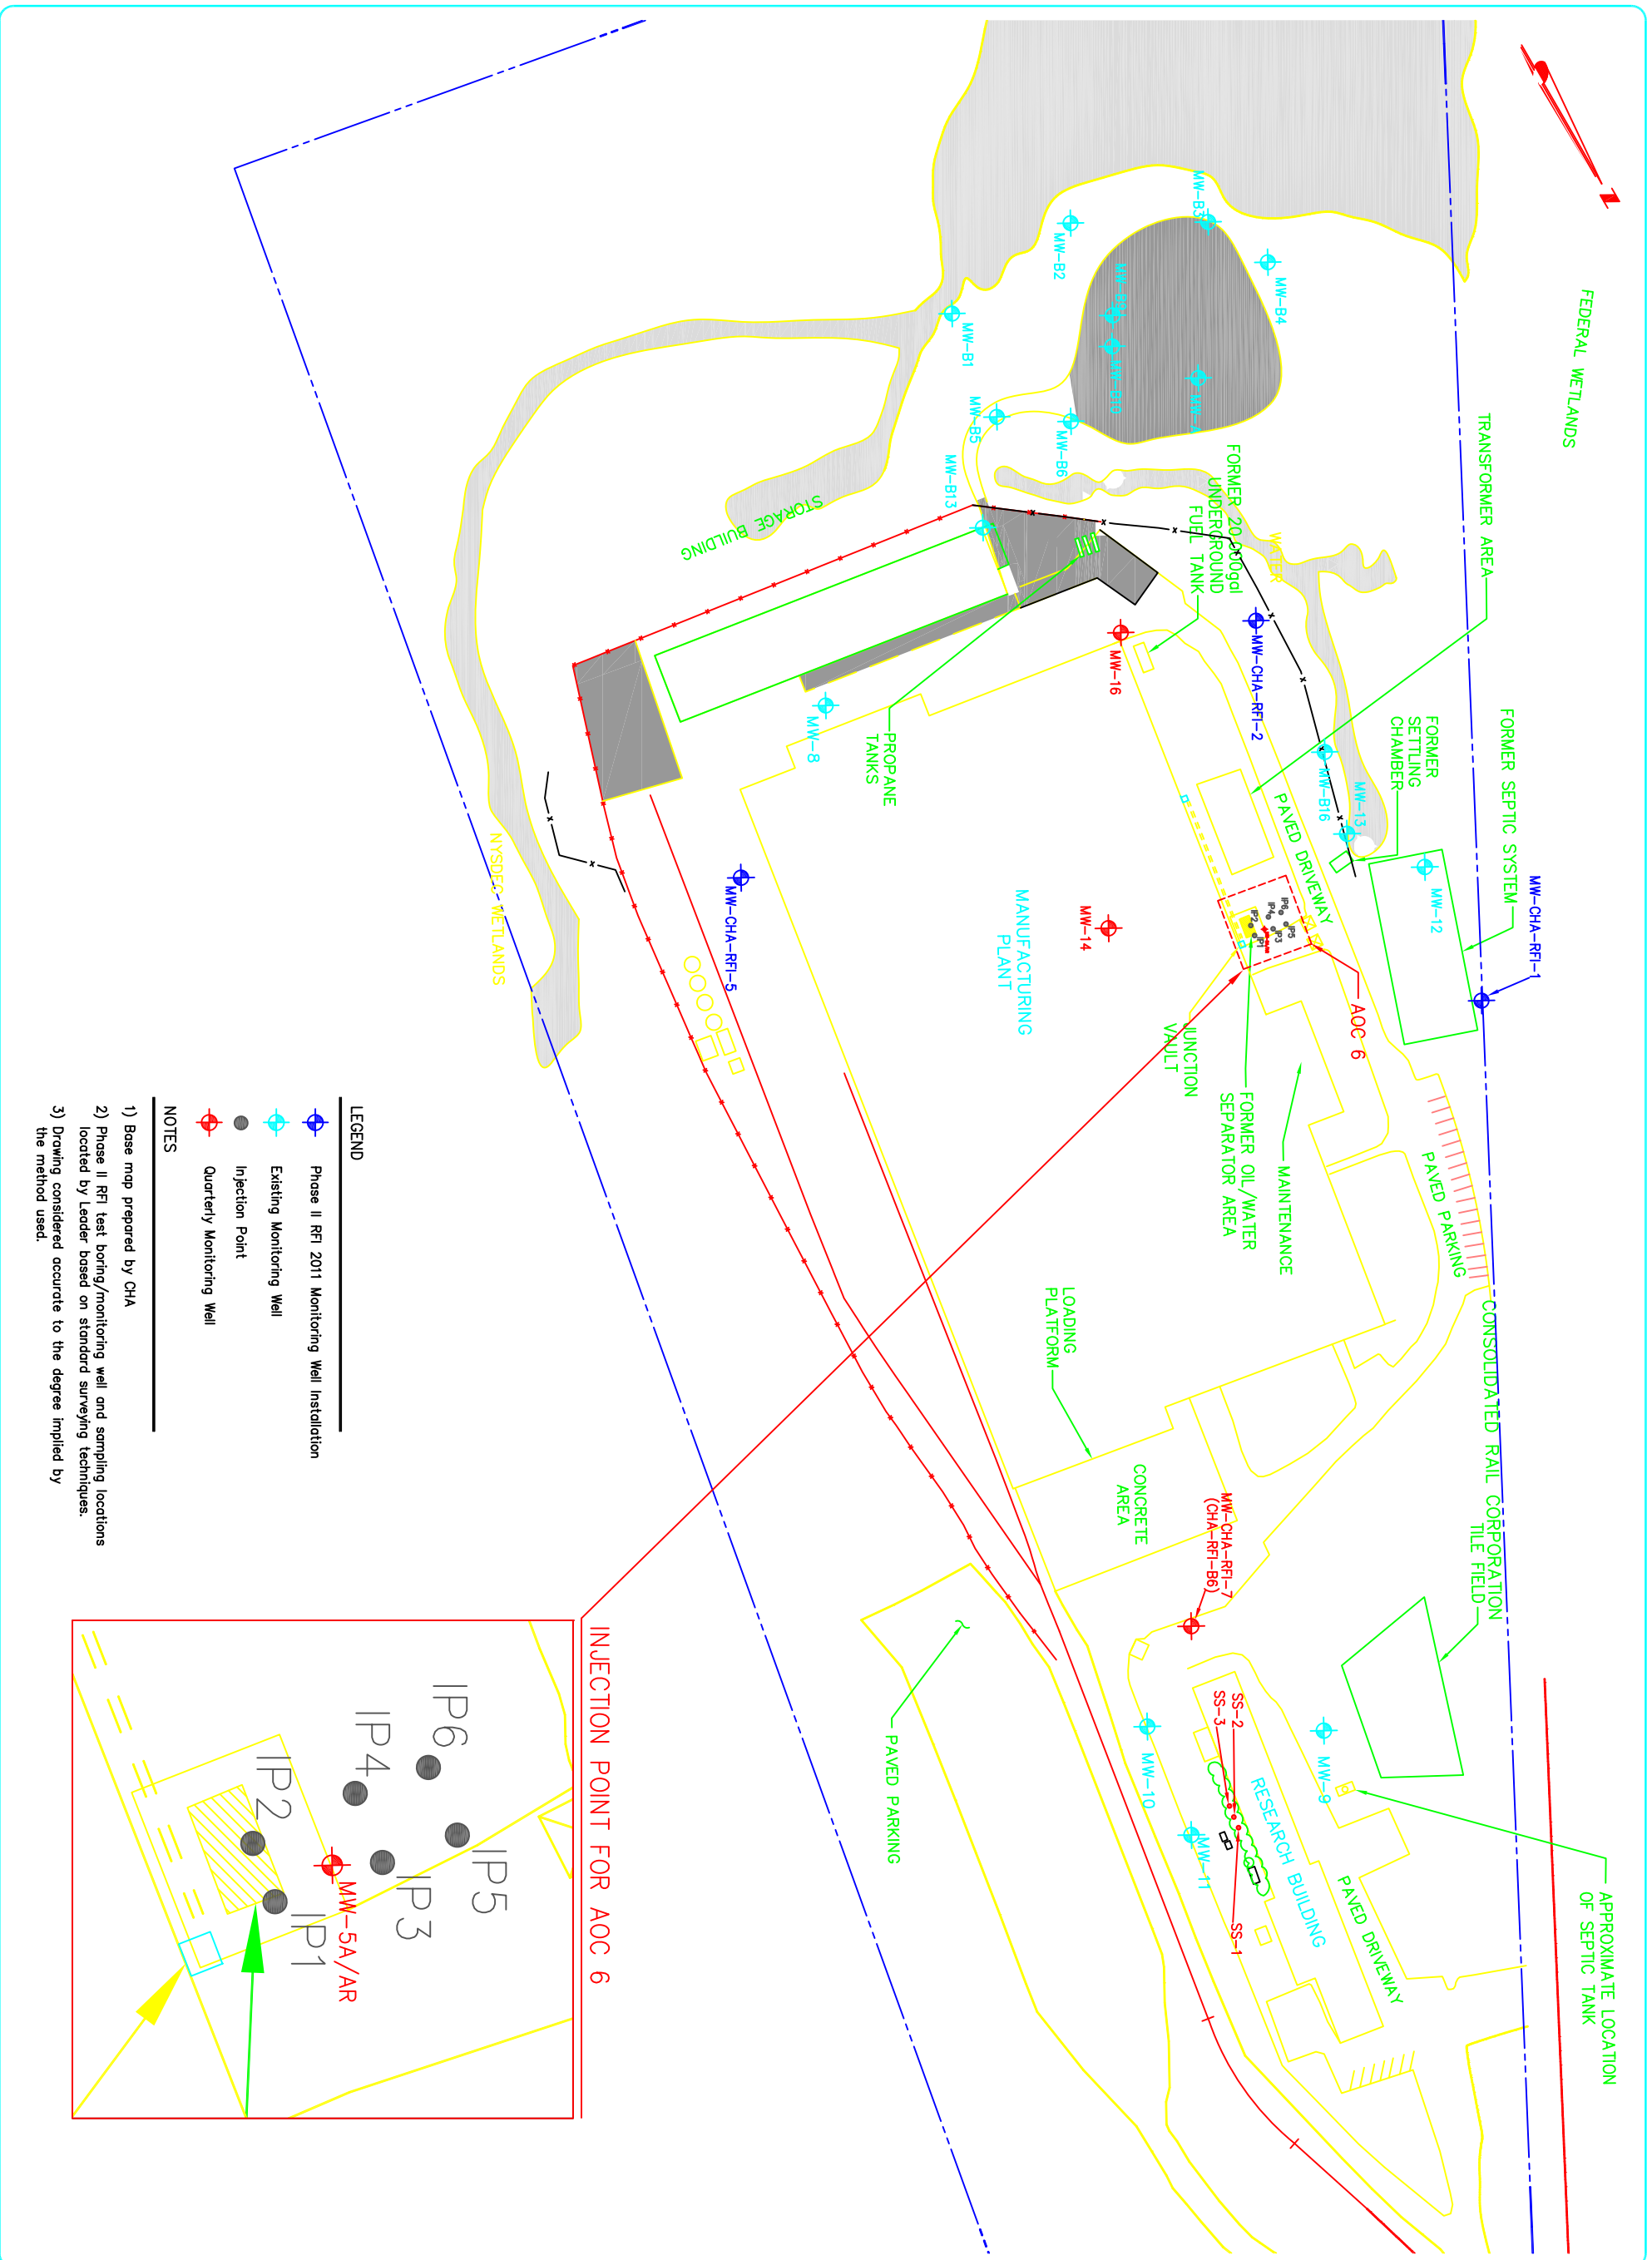 N
FEDERAL WETLANDS
TRANSFORMER AREA
FORMER SEPTIC SYSTEM
MW-CHA-RFI-1
FORMER
SETTLING
CHAMBER
FORMER 20,000gal
UNDERGROUND
FUEL TANK
WATER
MW-B3
MW-B4
MW-B2
MW-B10
MW-B1
MW-B5
MW-B6
MW-B13
MW-CHA-RFI-2
MW-B16
MW-13
MW-12
MW-16
STORAGE BUILDING
PROPANE
TANKS
MW-8
PAVED DRIVEWAY
IP6
IP5
IP4
IP3
IP2
IP1
AOC 6
MW-14
MANUFACTURING
PLANT
JUNCTION
VAULT
FORMER OIL/WATER
SEPARATOR AREA
MAINTENANCE
PAVED PARKING
CONSOLIDATED RAIL CORPORATION
TILE FIELD
NYSDEC WETLANDS
MW-CHA-RFI-5
LOADING
PLATFORM
CONCRETE
AREA
MW-CHA-RFI-7
(CHA-RFI-B6)
MW-9
MW-10
MW-11
SS-2
SS-3
SS-1
RESEARCH BUILDING
PAVED DRIVEWAY
APPROXIMATE LOCATION
OF SEPTIC TANK
PAVED PARKING
INJECTION POINT FOR AOC 6
IP6
IP5
IP4
IP3
IP2
IP1
MW-5A/AR
LEGEND
Phase II RFI 2011 Monitoring Well Installation
Existing Monitoring Well
Injection Point
Quarterly Monitoring Well
NOTES
1) Base map prepared by CHA
2) Phase II RFI test boring/monitoring well and sampling locations
located by Leader based on standard surveying techniques.
3) Drawing considered accurate to the degree implied by
the method used.